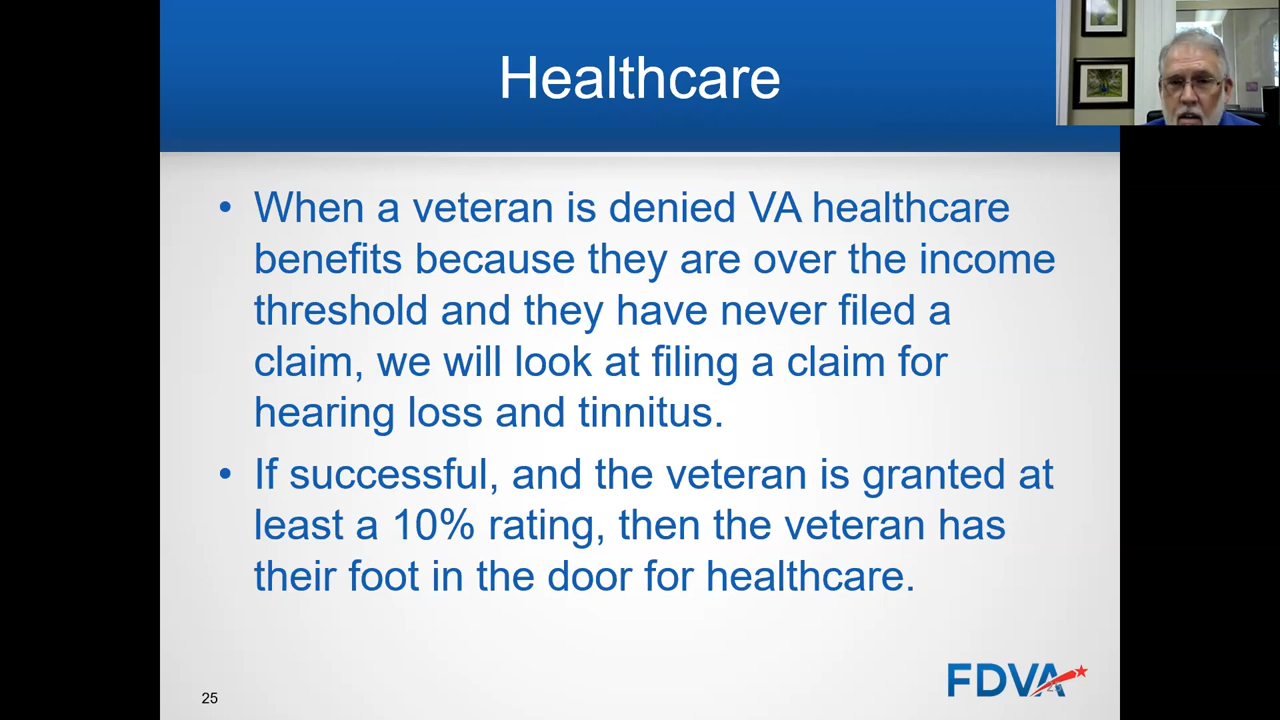 Healthcare
• When a veteran is denied VA healthcare
benefits because they are over the income
threshold and they have never filed a
claim, we will look at filing a claim for
hearing loss and tinnitus.
• If successful, and the veteran is granted at
least a 10% rating, then the veteran has
their foot in the door for healthcare.
25
FDVA